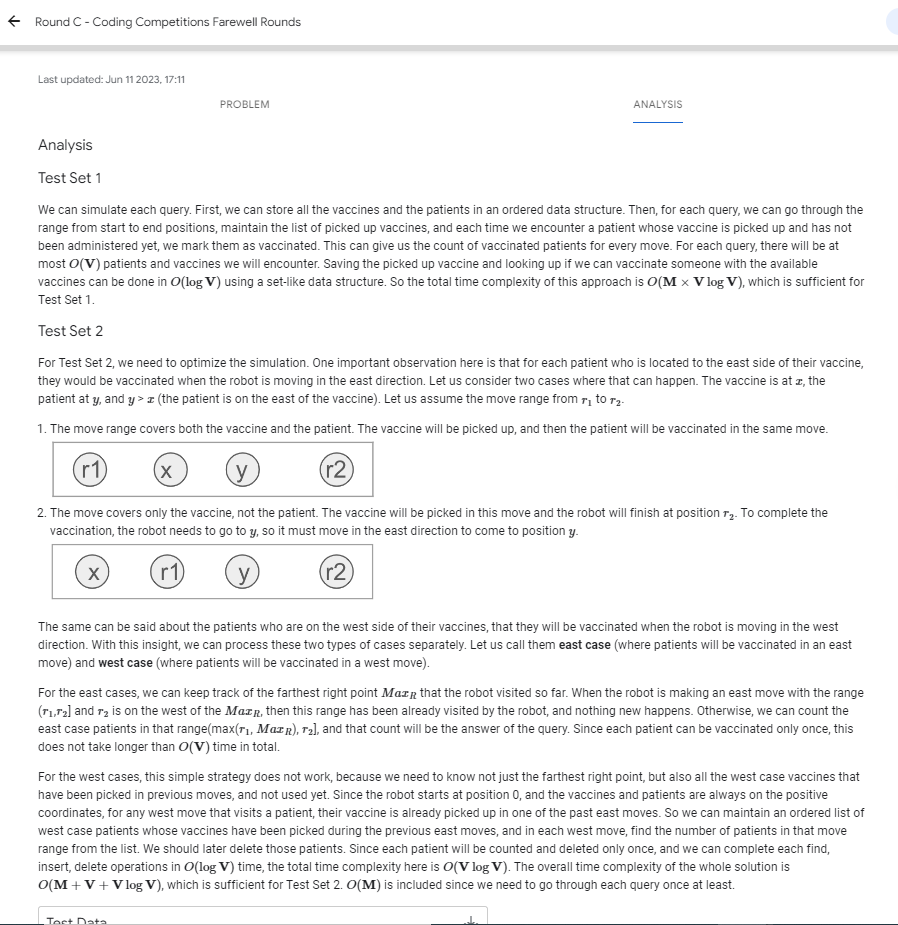 Round C - Coding Competitions Farewell Rounds
Last updated: Jun 11 2023, 17:11
PROBLEM
ANALYSIS
Analysis
Test Set 1
We can simulate each query. First, we can store all the vaccines and the patients in an ordered data structure. Then, for each query, we can go through the
range from start to end positions, maintain the list of picked up vaccines, and each time we encounter a patient whose vaccine is picked up and has not
been administered yet, we mark them as vaccinated. This can give us the count of vaccinated patients for every move. For each query, there will be at
most O(V) patients and vaccines we will encounter. Saving the picked up vaccine and looking up if we can vaccinate someone with the available
vaccines can be done in O(log V) using a set-like data structure. So the total time complexity of this approach is O(M × V log V), which is sufficient for
Test Set 1.
Test Set 2
For Test Set 2, we need to optimize the simulation. One important observation here is that for each patient who is located to the east side of their vaccine,
they would be vaccinated when the robot is moving in the east direction. Let us consider two cases where that can happen. The vaccine is at x, the
patient at y, and y > x (the patient is on the east of the vaccine). Let us assume the move range from r₁ to r₂.
1. The move range covers both the vaccine and the patient. The vaccine will be picked up, and then the patient will be vaccinated in the same move.
r1 x y r2
2. The move covers only the vaccine, not the patient. The vaccine will be picked in this move and the robot will finish at position r₂. To complete the
vaccination, the robot needs to go to y, so it must move in the east direction to come to position y.
x r1 y r2
The same can be said about the patients who are on the west side of their vaccines, that they will be vaccinated when the robot is moving in the west
direction. With this insight, we can process these two types of cases separately. Let us call them east case (where patients will be vaccinated in an east
move) and west case (where patients will be vaccinated in a west move).
For the east cases, we can keep track of the farthest right point Max_R that the robot visited so far. When the robot is making an east move with the range
(r₁,r₂] and r₂ is on the west of the Max_R, then this range has been already visited by the robot, and nothing new happens. Otherwise, we can count the
east case patients in that range(max(r₁, Max_R), r₂], and that count will be the answer of the query. Since each patient can be vaccinated only once, this
does not take longer than O(V) time in total.
For the west cases, this simple strategy does not work, because we need to know not just the farthest right point, but also all the west case vaccines that
have been picked in previous moves, and not used yet. Since the robot starts at position 0, and the vaccines and patients are always on the positive
coordinates, for any west move that visits a patient, their vaccine is already picked up in one of the past east moves. So we can maintain an ordered list of
west case patients whose vaccines have been picked during the previous east moves, and in each west move, find the number of patients in that move
range from the list. We should later delete those patients. Since each patient will be counted and deleted only once, and we can complete each find,
insert, delete operations in O(log V) time, the total time complexity here is O(V log V). The overall time complexity of the whole solution is
O(M + V + V log V), which is sufficient for Test Set 2. O(M) is included since we need to go through each query once at least.
Test Data